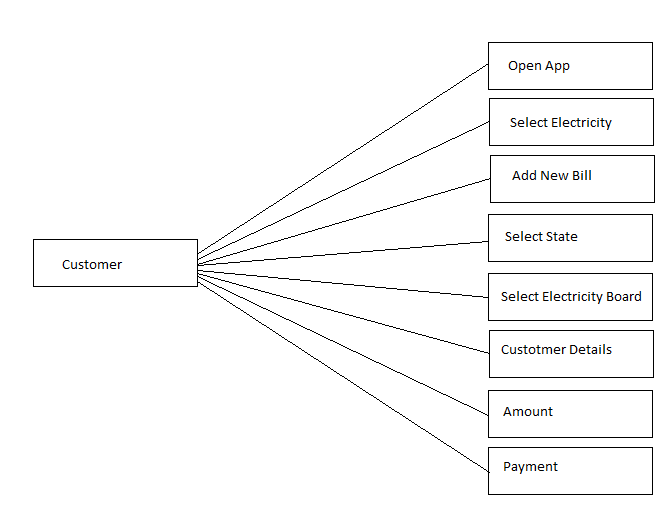 Open App
Select Electricity
Add New Bill
Select State
Customer
Select Electricity Board
Custotmer Details
Amount
Payment